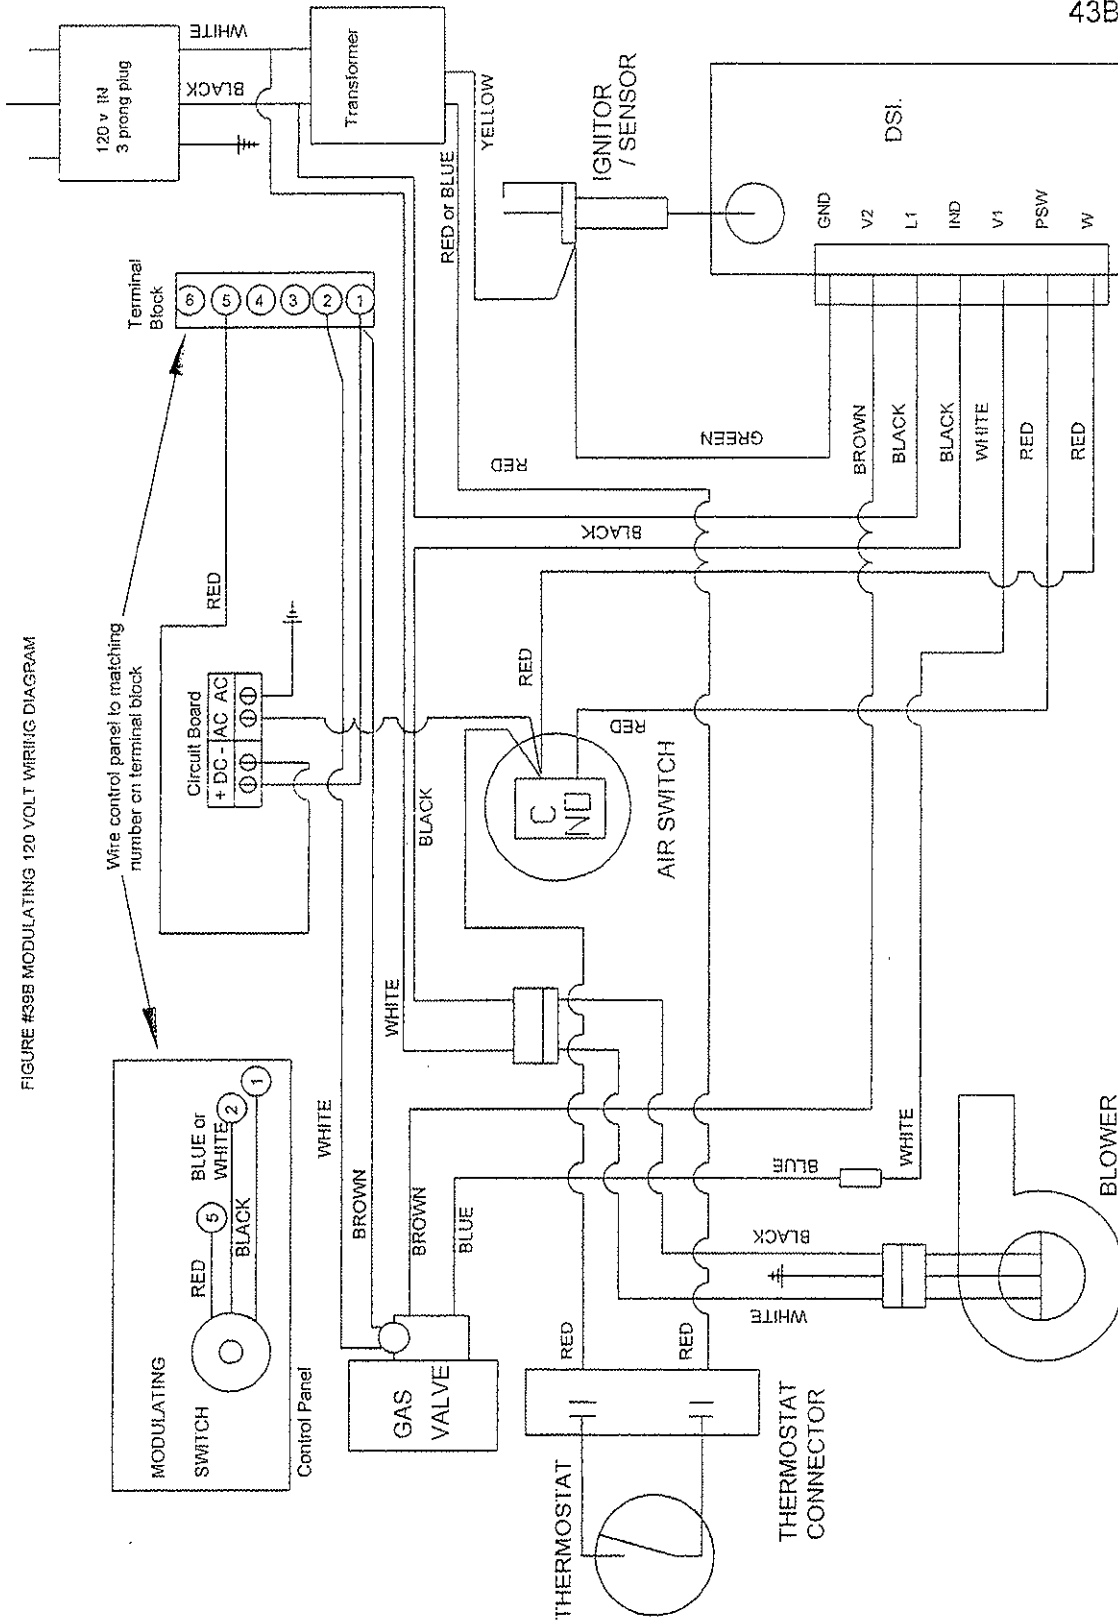 43B
FIGURE #39B MODULATING 120 VOLT WIRING DIAGRAM
Wire control panel to matching
number on terminal block
120 v IN
3 prong plug
WHITE
BLACK
Transformer
YELLOW
RED or BLUE
IGNITOR
/ SENSOR
DSI.
GND
V2
L1
IND
V1
PSW
W
Terminal
Block
6
5
4
3
2
1
RED
Circuit Board
+ DC - AC AC
GREEN
RED
BLACK
BROWN
BLACK
BLACK
WHITE
RED
RED
RED
RED
C
NO
AIR SWITCH
BLACK
WHITE
MODULATING
SWITCH
RED
5
BLUE or
WHITE
2
BLACK
1
Control Panel
WHITE
BROWN
BROWN
BLUE
GAS
VALVE
BLUE
WHITE
BLACK
WHITE
BLOWER
RED
RED
THERMOSTAT
THERMOSTAT
CONNECTOR